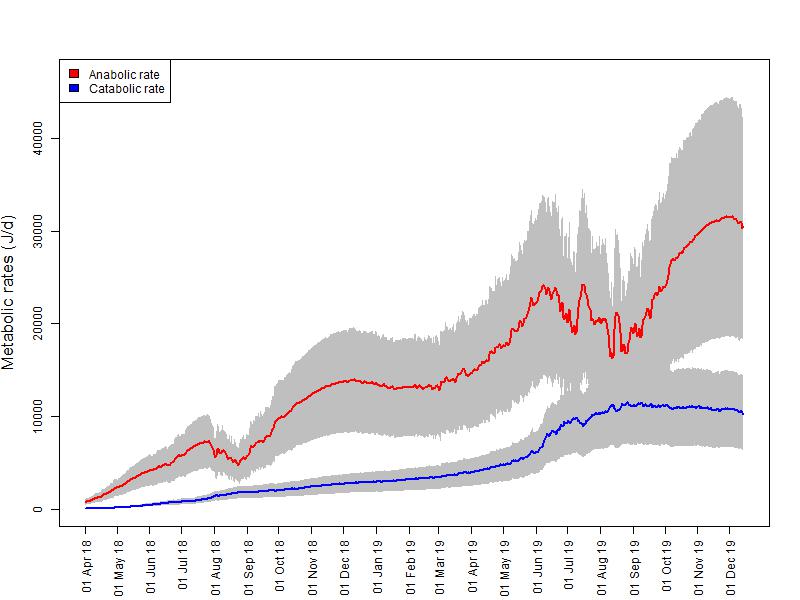 Anabolic rate
Catabolic rate
Metabolic rates (J/d)
40000
30000
20000
10000
0
01 Apr 18
01 May 18
01 Jun 18
01 Jul 18
01 Aug 18
01 Sep 18
01 Oct 18
01 Nov 18
01 Dec 18
01 Jan 19
01 Feb 19
01 Mar 19
01 Apr 19
01 May 19
01 Jun 19
01 Jul 19
01 Aug 19
01 Sep 19
01 Oct 19
01 Nov 19
01 Dec 19